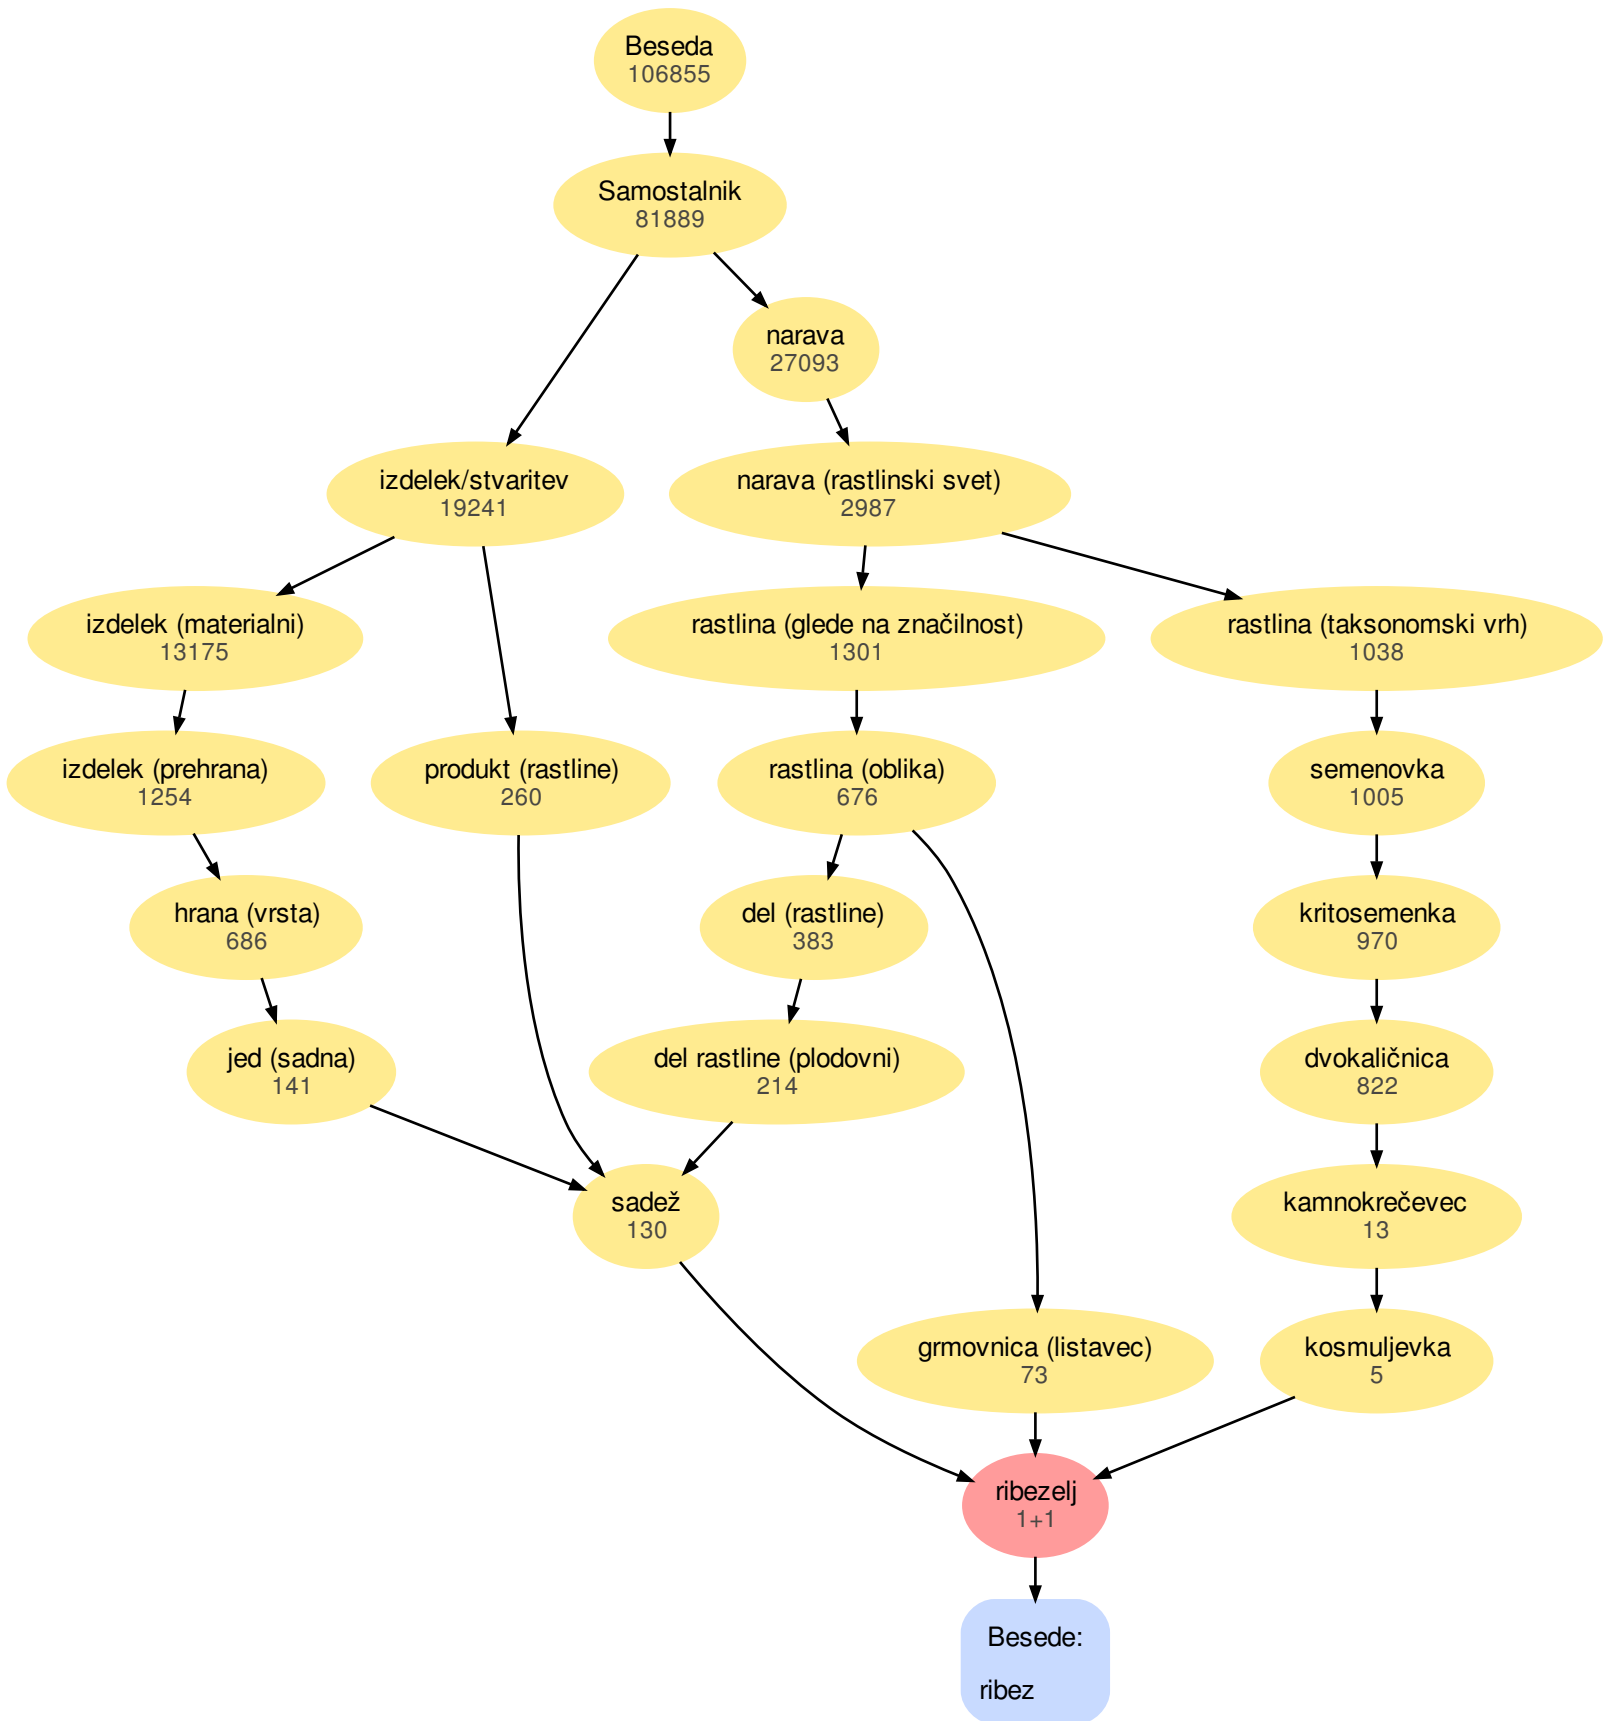 Beseda
106855
Samostalnik
81889
narava
27093
izdelek/stvaritev
19241
narava (rastlinski svet)
2987
izdelek (materialni)
13175
rastlina (glede na značilnost)
1301
rastlina (taksonomski vrh)
1038
izdelek (prehrana)
1254
produkt (rastline)
260
rastlina (oblika)
676
semenovka
1005
hrana (vrsta)
686
del (rastline)
383
kritosemenka
970
jed (sadna)
141
del rastline (plodovni)
214
dvokaličnica
822
sadež
130
kamnokrečevec
13
grmovnica (listavec)
73
kosmuljevka
5
ribezelj
1+1
Besede:
ribez